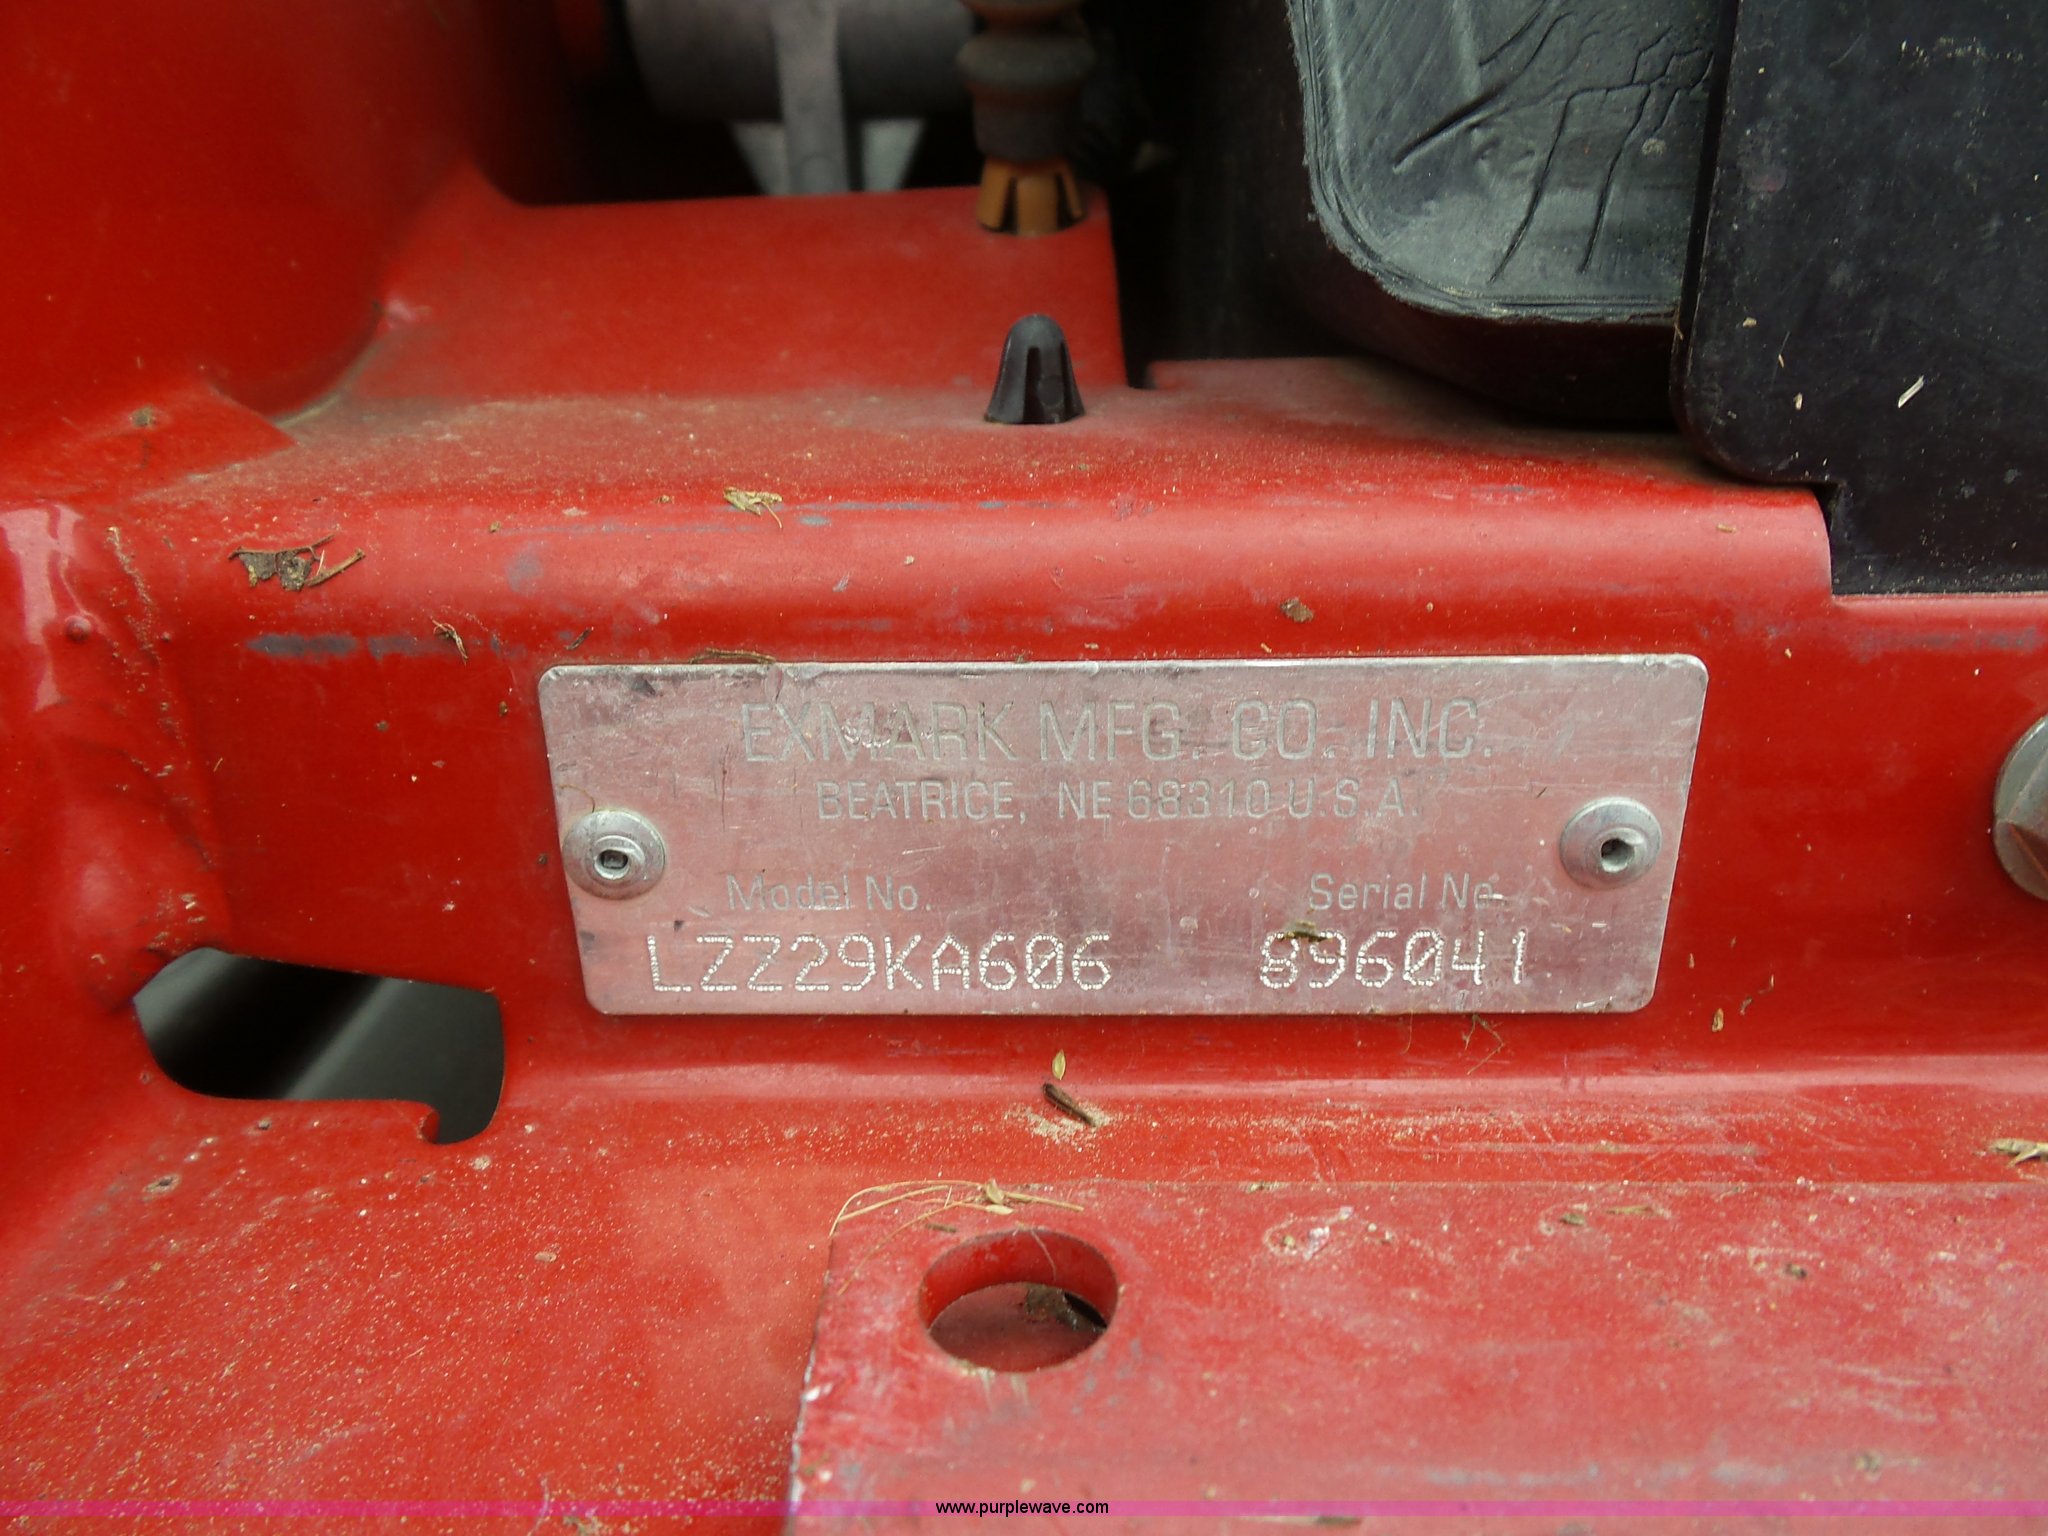 EXMARK MFG. CO. INC.
BEATRICE, NE 68310 U.S.A.
Model No. Serial No.
LZZ29KA606 896041
www.purplewave.com